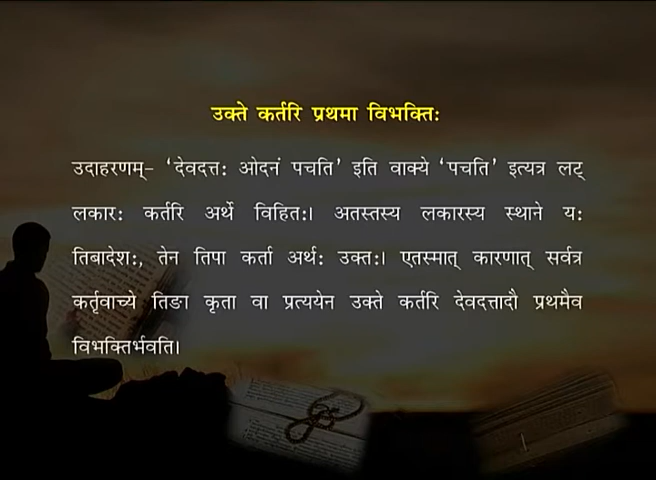 उक्ते कर्तरि प्रथमा विभक्तिः
उदाहरणम्- ‘देवदत्तः ओदनं पचति’ इति वाक्ये ‘पचति’ इत्यत्र लट्
लकारः कर्तरि अर्थे विहितः। अतस्तस्य लकारस्य स्थाने यः
तिबादेशः, तेन तिपा कर्ता अर्थः उक्तः। एतस्मात् कारणात् सर्वत्र
कर्तृवाच्ये तिङा कृता वा प्रत्ययेन उक्ते कर्तरि देवदत्तादौ प्रथमैव
विभक्तिर्भवति।